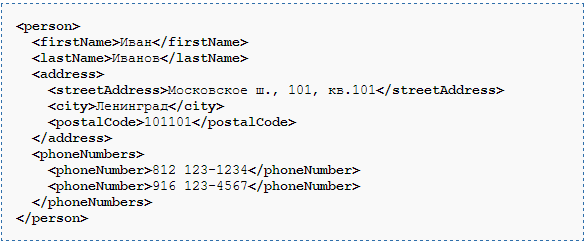 <person>
  <firstName>Иван</firstName>
  <lastName>Иванов</lastName>
  <address>
    <streetAddress>Московское ш., 101, кв.101</streetAddress>
    <city>Ленинград</city>
    <postalCode>101101</postalCode>
  </address>
  <phoneNumbers>
    <phoneNumber>812 123-1234</phoneNumber>
    <phoneNumber>916 123-4567</phoneNumber>
  </phoneNumbers>
</person>